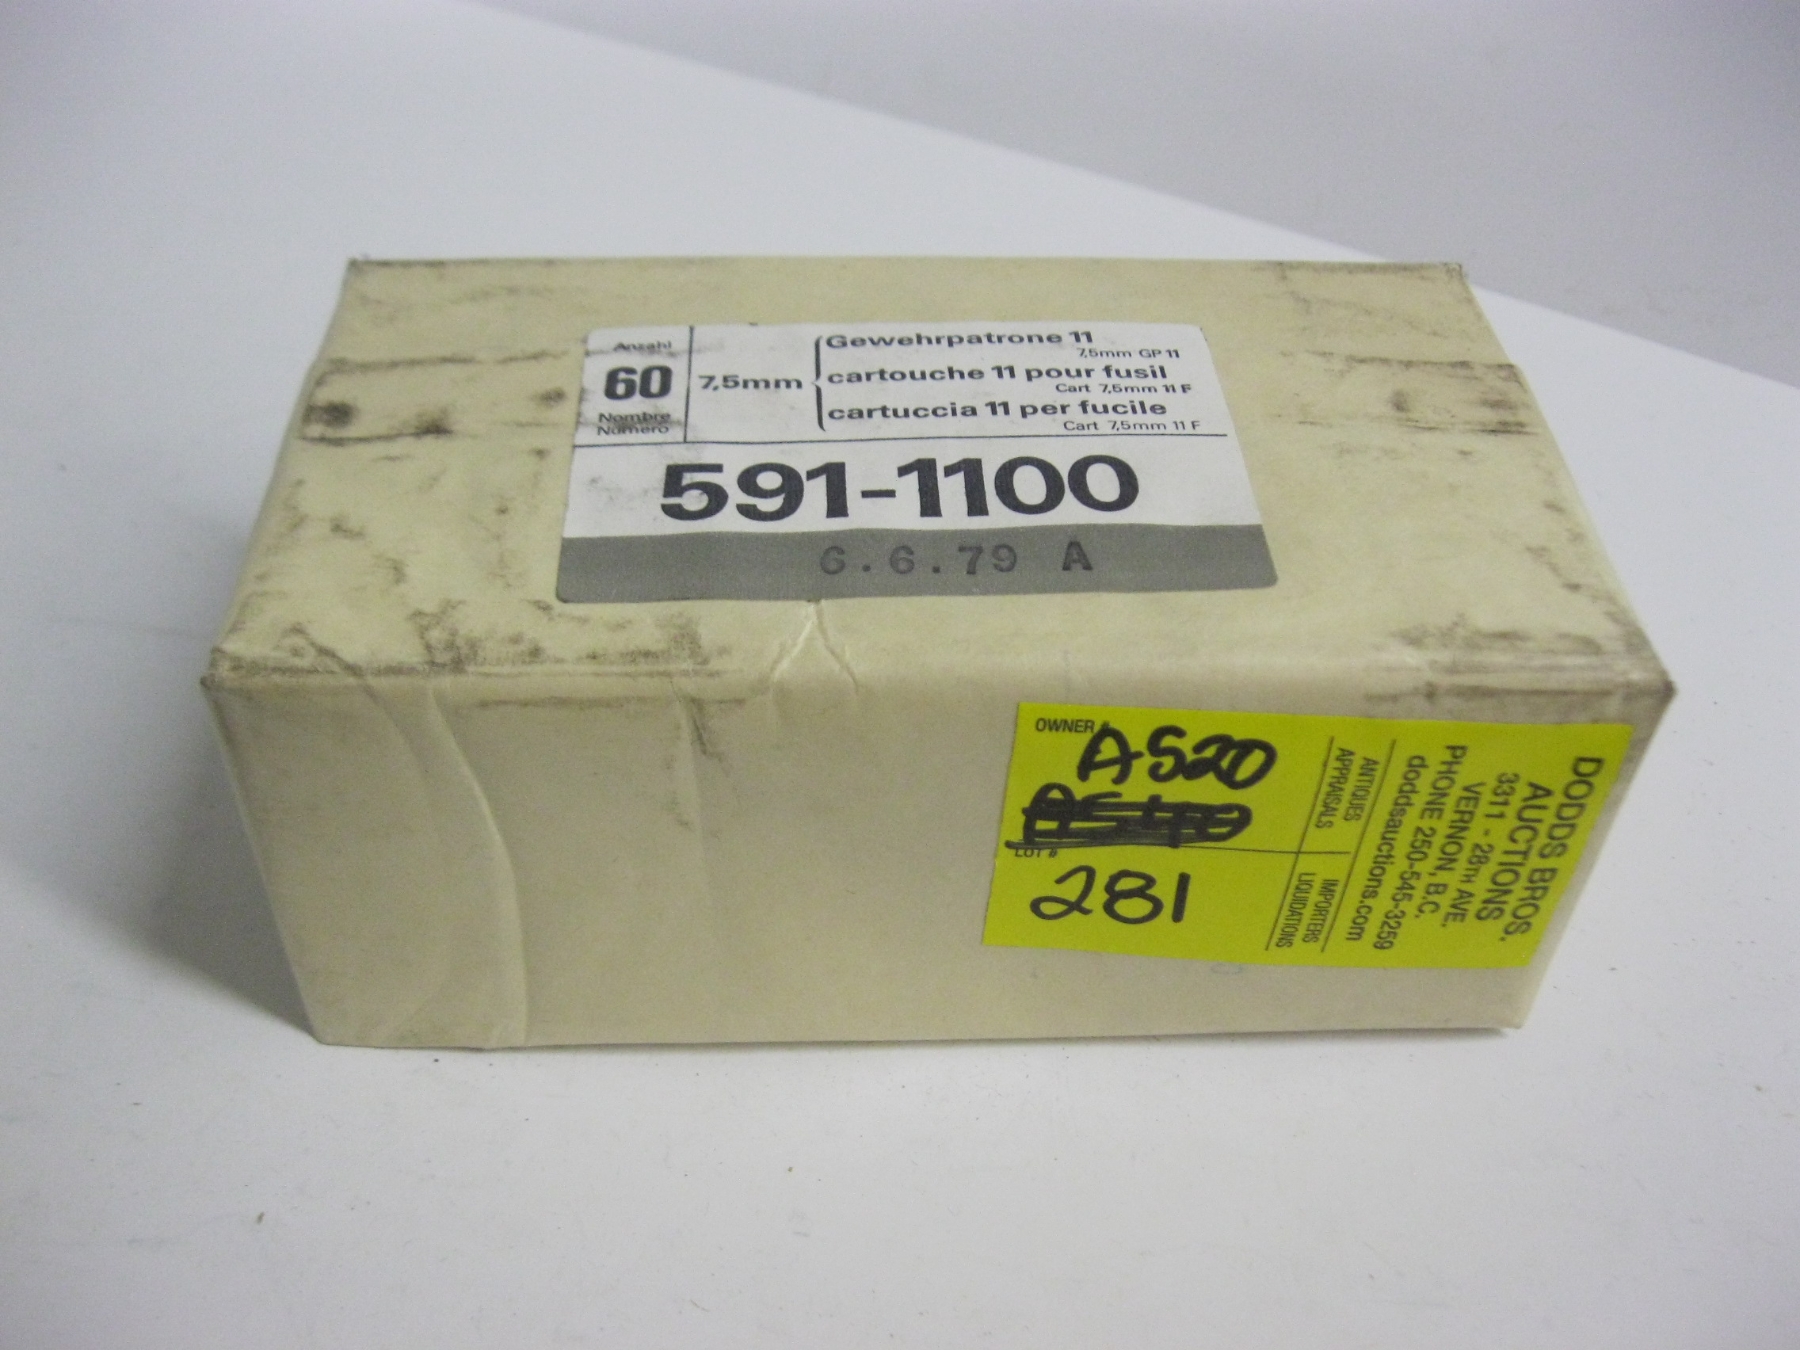 Anzahl
60
Nombre
Numero
7,5mm
Gewehrpatrone 11
7,5mm GP 11
cartouche 11 pour fusil
Cart 7,5mm 11 F
cartuccia 11 per fucile
Cart 7,5mm 11 F
591-1100
6.6.79 A
OWNER #
A520
LOT #
281
ANTIQUES
APPRAISALS
IMPORTERS
LIQUIDATIONS
DODDS BROS.
AUCTIONS
3311 - 28TH AVE.
VERNON, B.C.
PHONE 250-545-3259
doddsauctions.com